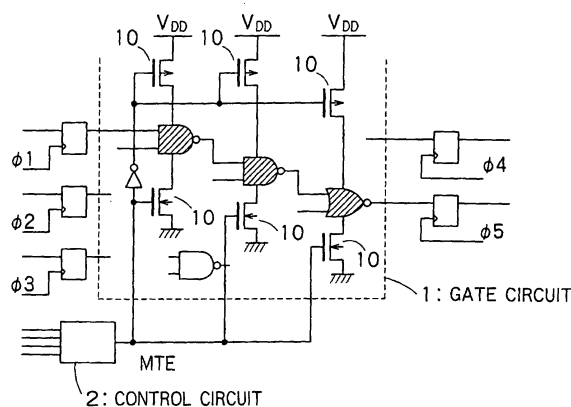 VDD VDD VDD
10 10 10
φ1
φ4
10
φ2
10
φ5
10
φ3
1: GATE CIRCUIT
MTE
2: CONTROL CIRCUIT